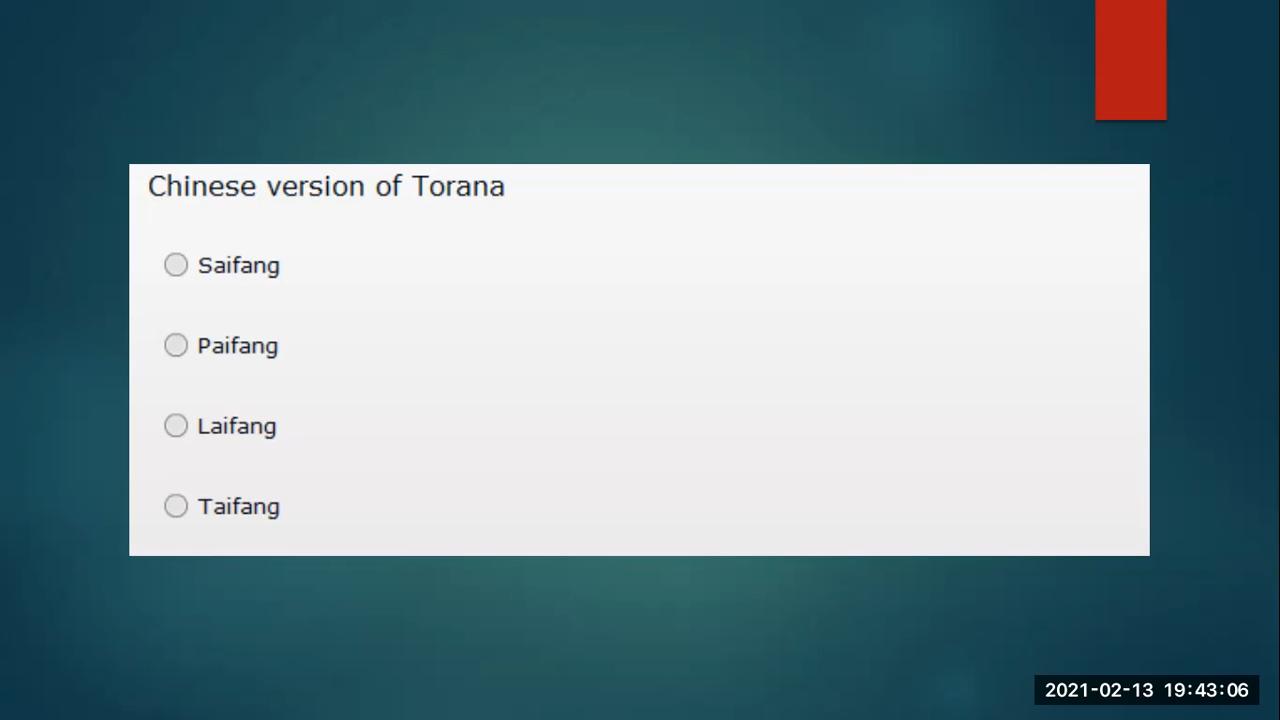 Chinese version of Torana
Saifang
Paifang
Laifang
Taifang
2021-02-13 19:43:06